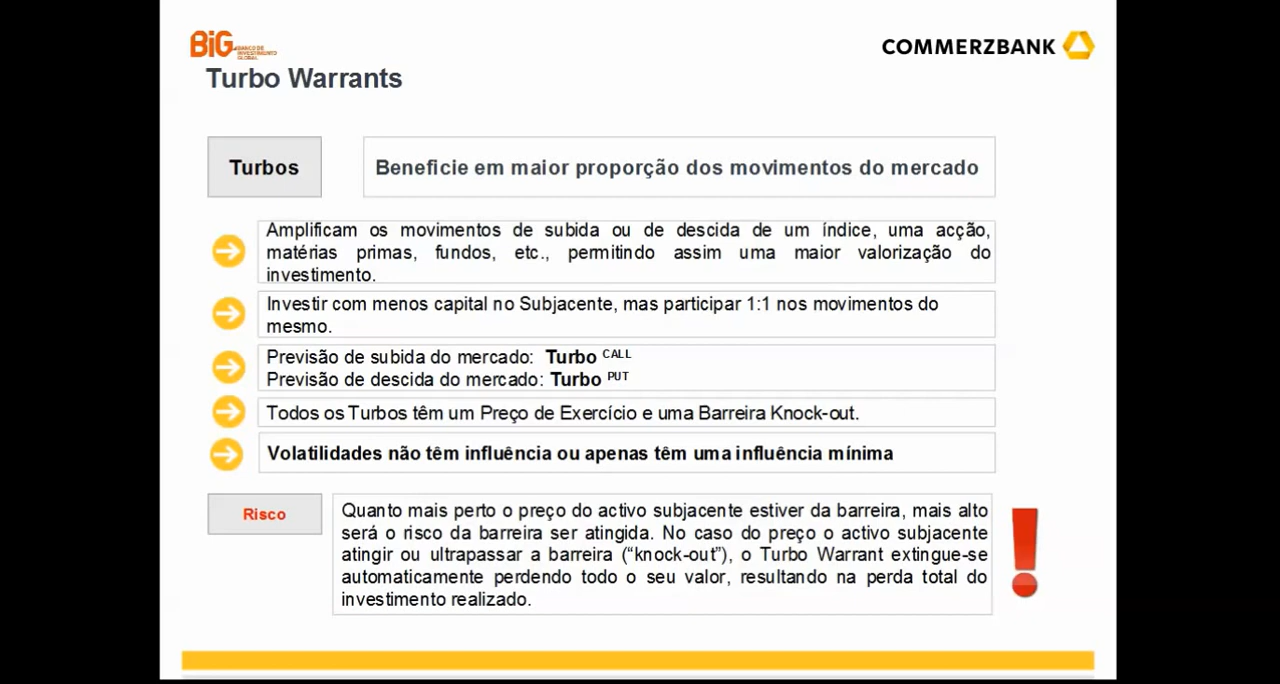 BiG BANCO DE
INVESTIMENTO
GLOBAL
COMMERZBANK
Turbo Warrants
Turbos
Beneficie em maior proporção dos movimentos do mercado
Amplificam os movimentos de subida ou de descida de um índice, uma acção,
matérias primas, fundos, etc., permitindo assim uma maior valorização do
investimento.
Investir com menos capital no Subjacente, mas participar 1:1 nos movimentos do
mesmo.
Previsão de subida do mercado: Turbo CALL
Previsão de descida do mercado: Turbo PUT
Todos os Turbos têm um Preço de Exercício e uma Barreira Knock-out.
Volatilidades não têm influência ou apenas têm uma influência mínima
Risco
Quanto mais perto o preço do activo subjacente estiver da barreira, mais alto
será o risco da barreira ser atingida. No caso do preço o activo subjacente
atingir ou ultrapassar a barreira (“knock-out”), o Turbo Warrant extingue-se
automaticamente perdendo todo o seu valor, resultando na perda total do
investimento realizado.
!